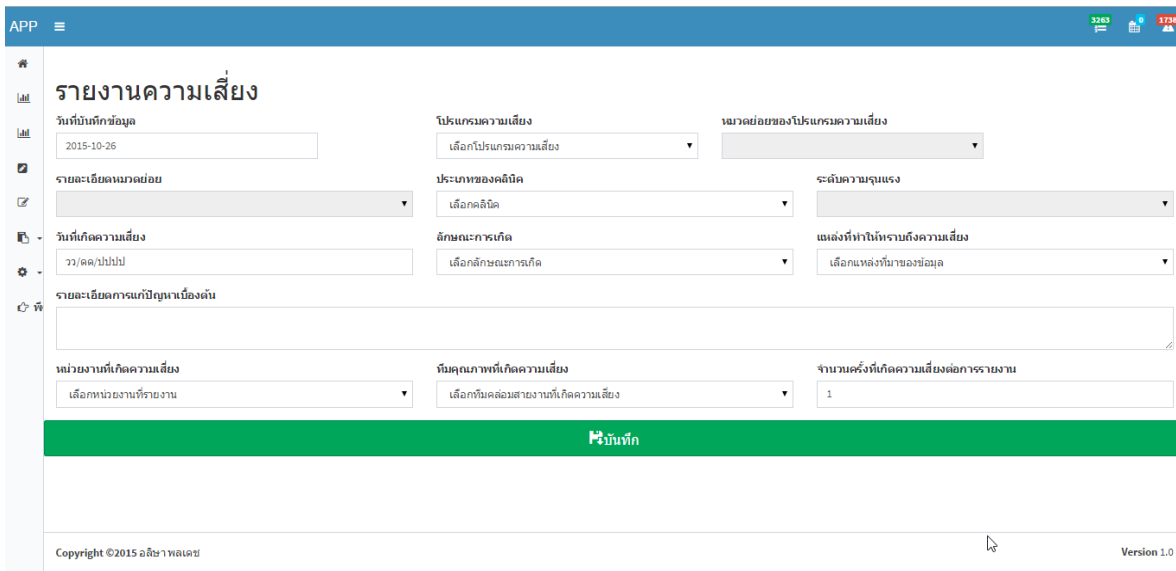 APP
3263 0 1738
รายงานความเสี่ยง
วันที่บันทึกข้อมูล โปรแกรมความเสี่ยง หมวดย่อยของโปรแกรมความเสี่ยง
2015-10-26 เลือกโปรแกรมความเสี่ยง
รายละเอียดหมวดย่อย ประเภทของคลินิค ระดับความรุนแรง
เลือกคลินิค
วันที่เกิดความเสี่ยง ลักษณะการเกิด แหล่งที่ทำให้ทราบถึงความเสี่ยง
วว/ดด/ปปปป เลือกลักษณะการเกิด เลือกแหล่งที่มาของข้อมูล
รายละเอียดการแก้ปัญหาเบื้องต้น
หน่วยงานที่เกิดความเสี่ยง ทีมคุณภาพที่เกิดความเสี่ยง จำนวนครั้งที่เกิดความเสี่ยงต่อการรายงาน
เลือกหน่วยงานที่รายงาน เลือกทีมคล่อมสายงานที่เกิดความเสี่ยง 1
บันทึก
Copyright ©2015 อลิษา พลเดช Version 1.0